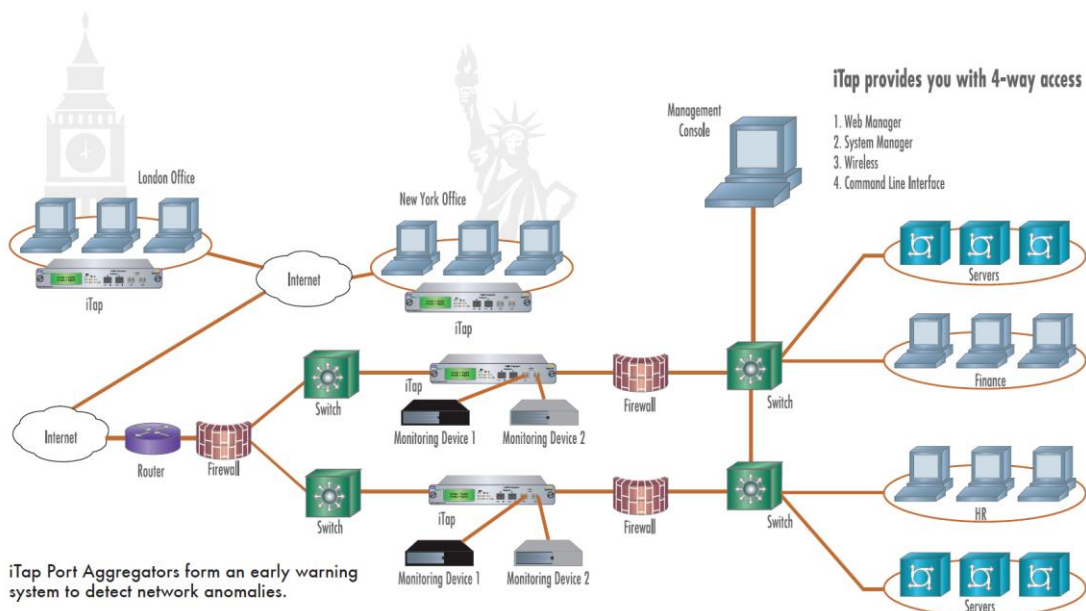 iTap provides you with 4-way access
1. Web Manager
2. System Manager
3. Wireless
4. Command Line Interface
Management
Console
London Office
New York Office
Internet
Servers
iTap
iTap
Finance
iTap
Switch
Firewall
Switch
Monitoring Device 1
Monitoring Device 2
Internet
Router
Firewall
HR
Switch
iTap
Firewall
Switch
Monitoring Device 1
Monitoring Device 2
Servers
iTap Port Aggregators form an early warning
system to detect network anomalies.